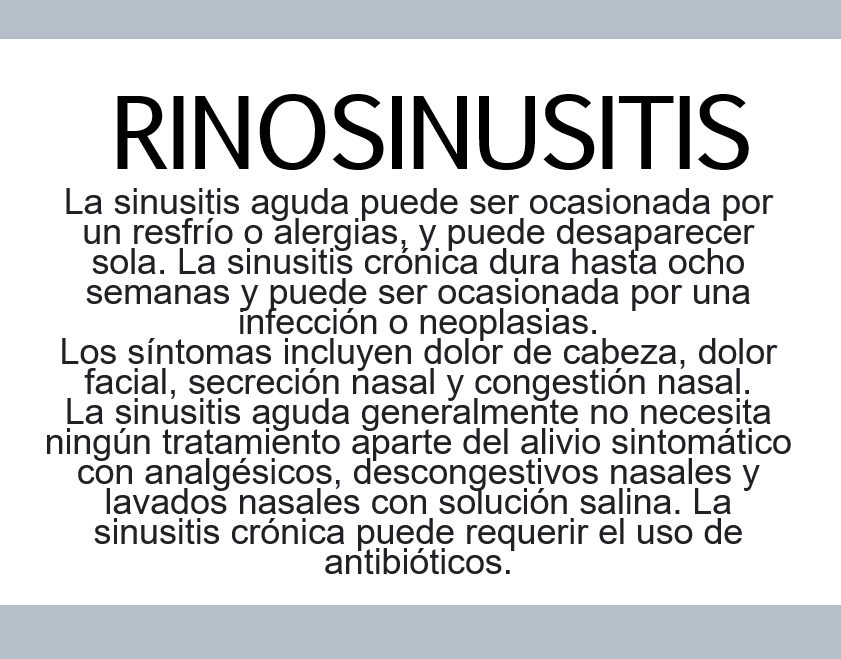 RINOSINUSITIS
La sinusitis aguda puede ser ocasionada por
un resfrío o alergias, y puede desaparecer
sola. La sinusitis crónica dura hasta ocho
semanas y puede ser ocasionada por una
infección o neoplasias.
Los síntomas incluyen dolor de cabeza, dolor
facial, secreción nasal y congestión nasal.
La sinusitis aguda generalmente no necesita
ningún tratamiento aparte del alivio sintomático
con analgésicos, descongestivos nasales y
lavados nasales con solución salina. La
sinusitis crónica puede requerir el uso de
antibióticos.